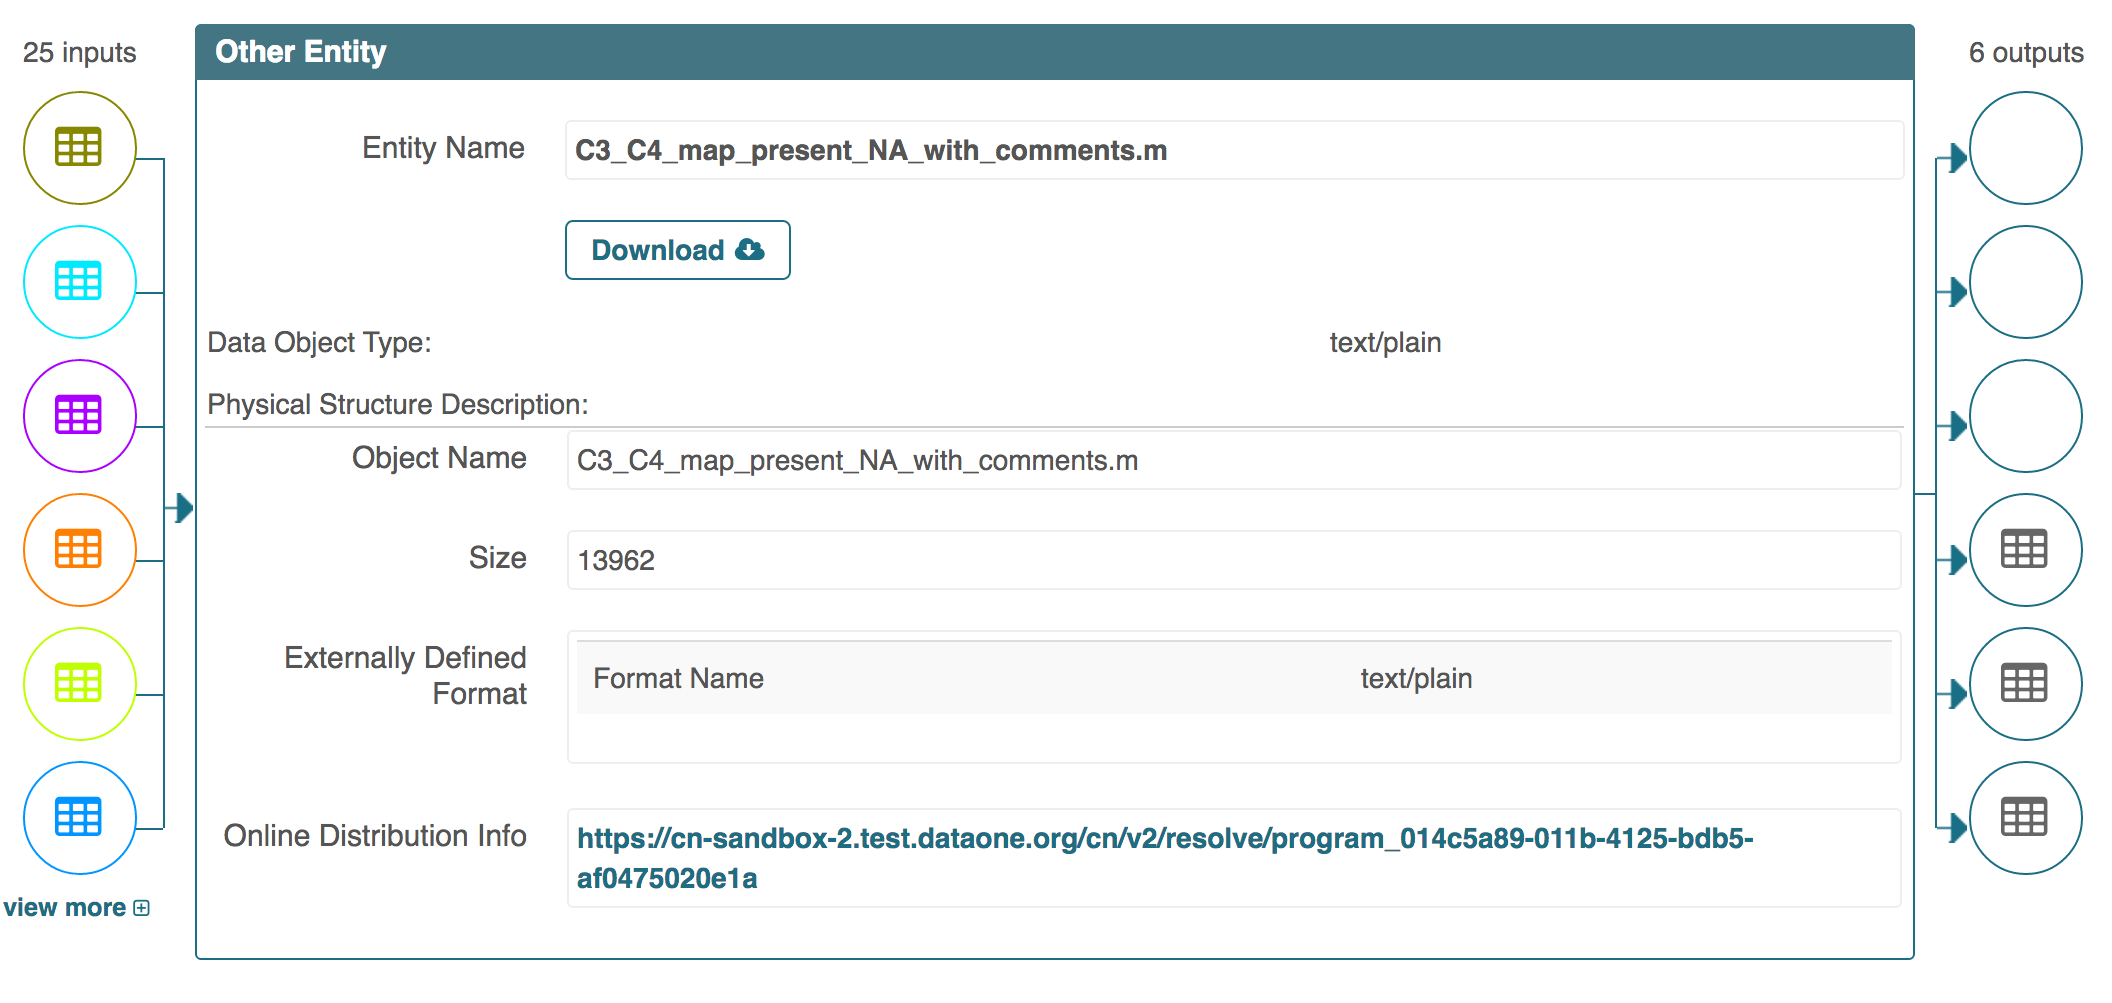 25 inputs
Other Entity
6 outputs
Entity Name
C3_C4_map_present_NA_with_comments.m
Download
Data Object Type:
text/plain
Physical Structure Description:
Object Name
C3_C4_map_present_NA_with_comments.m
Size
13962
Externally Defined
Format
Format Name
text/plain
Online Distribution Info
https://cn-sandbox-2.test.dataone.org/cn/v2/resolve/program_014c5a89-011b-4125-bdb5-
af0475020e1a
view more